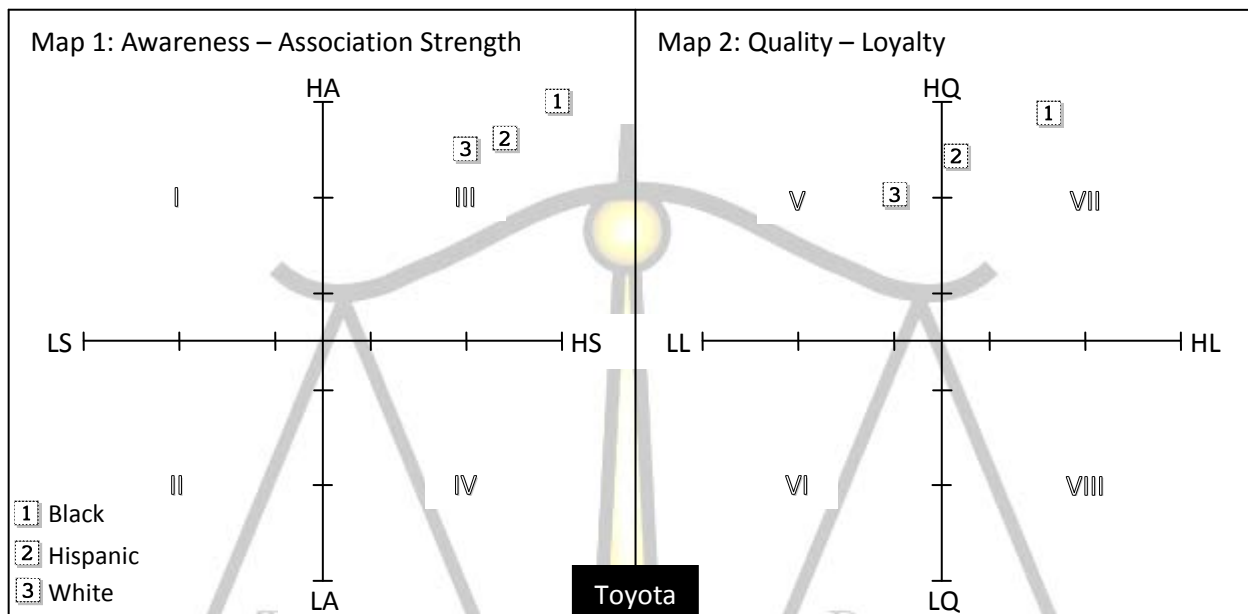 Map 1: Awareness – Association Strength
HA
1
2
3
I
III
LS
HS
II
IV
LA
1 Black
2 Hispanic
3 White
Map 2: Quality – Loyalty
HQ
1
2
3
V
VII
LL
HL
VI
VIII
LQ
Toyota